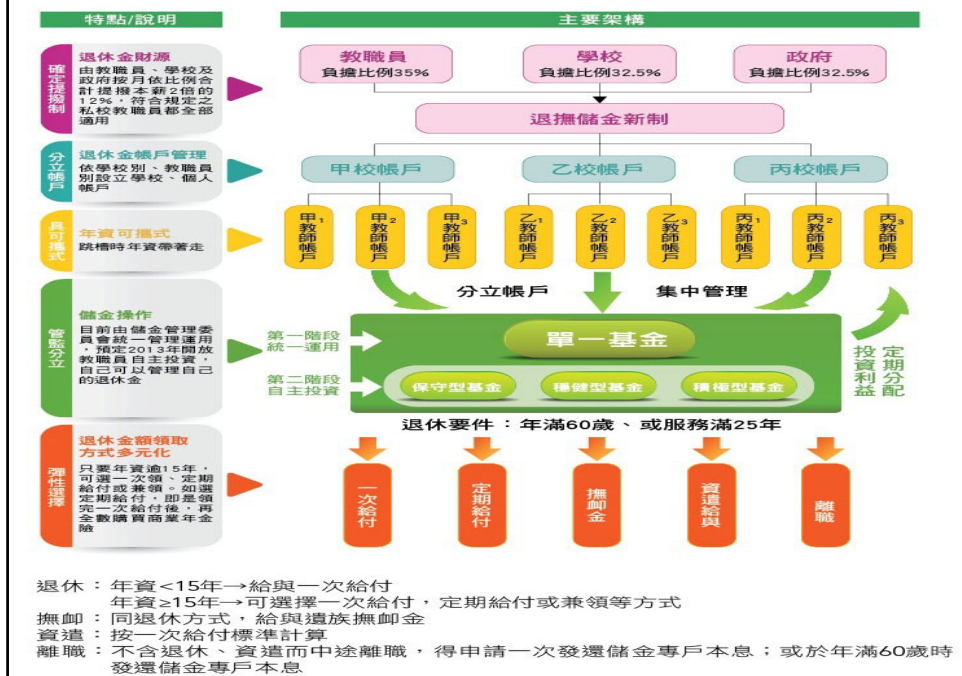 特點/說明
主要架構
確定提撥制
退休金財源
由教職員、學校及
政府按月依比例合
計提撥本薪2倍的
12%，符合規定之
私校教職員都全部
適用
教職員
負擔比例35%
學校
負擔比例32.5%
政府
負擔比例32.5%
退撫儲金新制
分立帳戶
退休金帳戶管理
依學校別、教職員
別設立學校、個人
帳戶
甲校帳戶
乙校帳戶
丙校帳戶
具可攜式
年資可攜式
跳槽時年資帶著走
甲1教師帳戶
甲2教師帳戶
甲3教師帳戶
乙1教師帳戶
乙2教師帳戶
乙3教師帳戶
丙1教師帳戶
丙2教師帳戶
丙3教師帳戶
分立帳戶
集中管理
管監分立
儲金操作
目前由儲金管理委
員會統一管理運用
，預定2013年開放
教職員自主投資，
自己可以管理自己
的退休金
第一階段
統一運用
單一基金
第二階段
自主投資
保守型基金
穩健型基金
積極型基金
定期分配
投資利益
退休要件：年滿60歲、或服務滿25年
彈性選擇
退休金額領取
方式多元化
只要年資逾15年，
可選一次領、定期
給付或兼領。如選
定期給付，即是領
完一次給付後，再
全數購買商業年金
險
一次給付
定期給付
撫卹金
資遣給與
離職
退休：年資<15年→給與一次給付
年資≥15年→可選擇一次給付，定期給付或兼領等方式
撫卹：同退休方式，給與遺族撫卹金
資遣：按一次給付標準計算
離職：不含退休、資遣而中途離職，得申請一次發還儲金專戶本息；或於年滿60歲時
發還儲金專戶本息